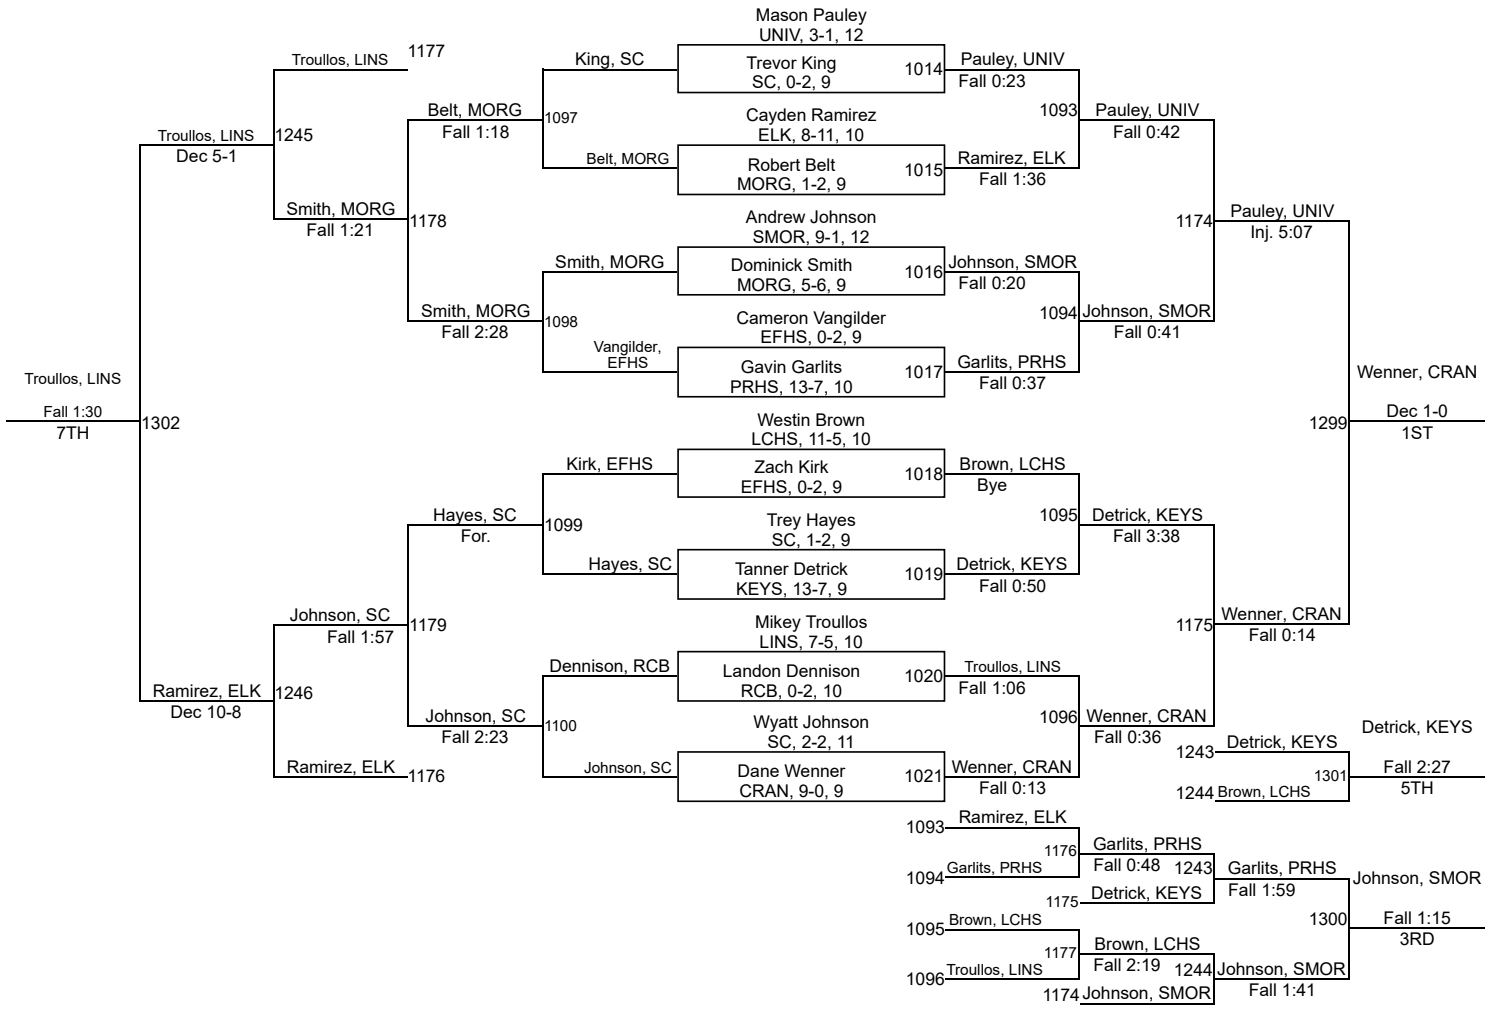 Mason Pauley
UNIV, 3-1, 12
Troullos, LINS
1177
King, SC
Trevor King
SC, 0-2, 9
1014
Pauley, UNIV
Fall 0:23
Belt, MORG
Fall 1:18
1097
Cayden Ramirez
ELK, 8-11, 10
1093
Pauley, UNIV
Fall 0:42
Troullos, LINS
Dec 5-1
1245
Belt, MORG
Robert Belt
MORG, 1-2, 9
1015
Ramirez, ELK
Fall 1:36
Smith, MORG
Fall 1:21
1178
Andrew Johnson
SMOR, 9-1, 12
1174
Pauley, UNIV
Inj. 5:07
Smith, MORG
Dominick Smith
MORG, 5-6, 9
1016
Johnson, SMOR
Fall 0:20
Smith, MORG
Fall 2:28
1098
Cameron Vangilder
EFHS, 0-2, 9
1094
Johnson, SMOR
Fall 0:41
Vangilder,
EFHS
Gavin Garlits
PRHS, 13-7, 10
1017
Garlits, PRHS
Fall 0:37
Troullos, LINS
Fall 1:30
7TH
1302
Westin Brown
LCHS, 11-5, 10
1299
Wenner, CRAN
Dec 1-0
1ST
Kirk, EFHS
Zach Kirk
EFHS, 0-2, 9
1018
Brown, LCHS
Bye
Hayes, SC
For.
1099
Trey Hayes
SC, 1-2, 9
1095
Detrick, KEYS
Fall 3:38
Hayes, SC
Tanner Detrick
KEYS, 13-7, 9
1019
Detrick, KEYS
Fall 0:50
Johnson, SC
Fall 1:57
1179
Mikey Troullos
LINS, 7-5, 10
1175
Wenner, CRAN
Fall 0:14
Dennison, RCB
Landon Dennison
RCB, 0-2, 10
1020
Troullos, LINS
Fall 1:06
Ramirez, ELK
Dec 10-8
1246
Johnson, SC
Fall 2:23
1100
Wyatt Johnson
SC, 2-2, 11
1096
Wenner, CRAN
Fall 0:36
Ramirez, ELK
1176
Johnson, SC
Dane Wenner
CRAN, 9-0, 9
1021
Wenner, CRAN
Fall 0:13
1243
Detrick, KEYS
1244
Brown, LCHS
1301
Detrick, KEYS
Fall 2:27
5TH
1093
Ramirez, ELK
1094
Garlits, PRHS
1176
Garlits, PRHS
Fall 0:48
1175
Detrick, KEYS
1243
Garlits, PRHS
Fall 1:59
1095
Brown, LCHS
1096
Troullos, LINS
1177
Brown, LCHS
Fall 2:19
1174
Johnson, SMOR
1244
Johnson, SMOR
Fall 1:41
1300
Johnson, SMOR
Fall 1:15
3RD